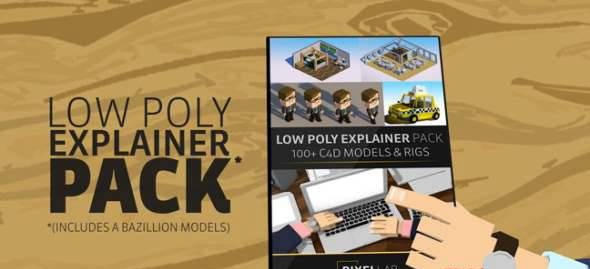 LOW POLY
EXPLAINER
PACK*
*(INCLUDES A BAZILLION MODELS)
LOW POLY EXPLAINER PACK
100+ C4D MODELS & RIGS